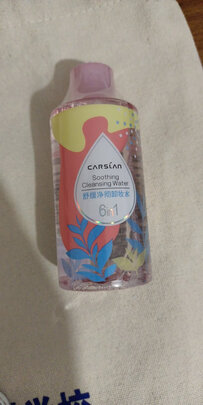 CARSLAN
Soothing
Cleansing Water
舒缓净彻卸妆水
6in1